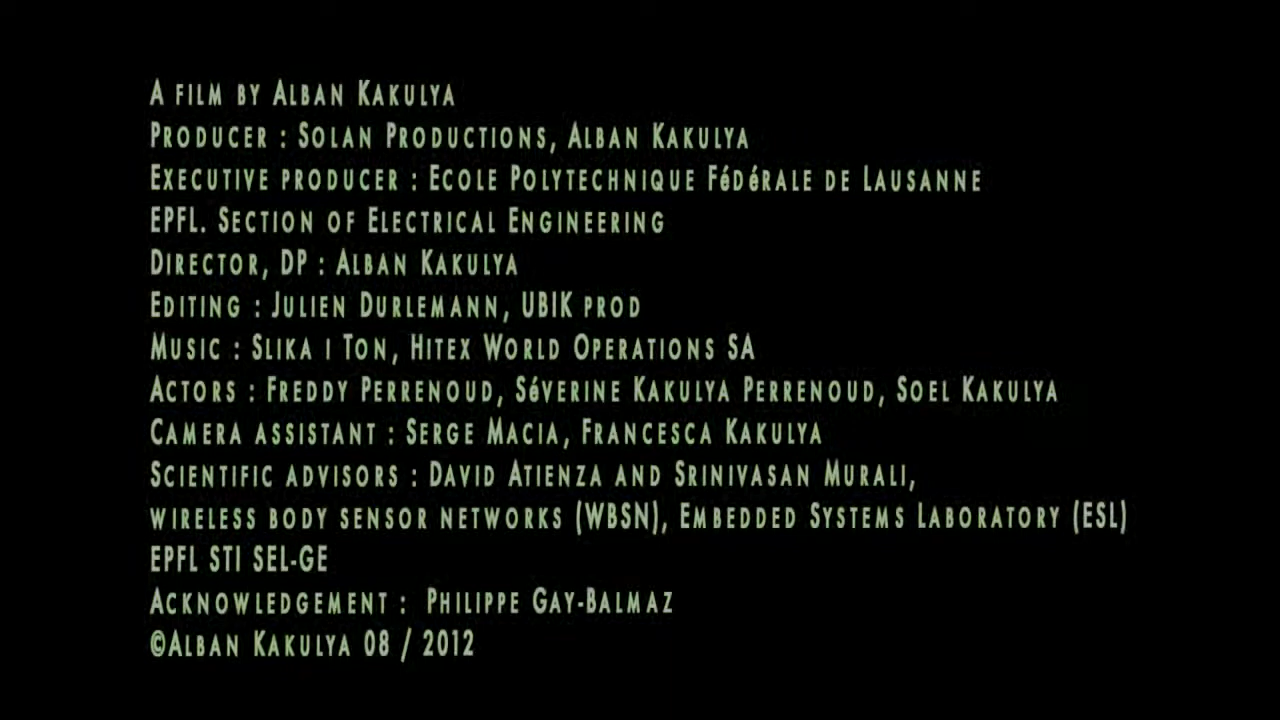 A film by Alban Kakulya
Producer : Solan Productions, Alban Kakulya
Executive producer : Ecole Polytechnique Fédérale de Lausanne
EPFL. Section of Electrical Engineering
Director, DP : Alban Kakulya
Editing : Julien Durlemann, UBIK prod
Music : Slika i Ton, Hitex World Operations SA
Actors : Freddy Perrenoud, Séverine Kakulya Perrenoud, Soel Kakulya
Camera assistant : Serge Macia, Francesca Kakulya
Scientific advisors : David Atienza and Srinivasan Murali,
wireless body sensor networks (WBSN), Embedded Systems Laboratory (ESL)
EPFL STI SEL-GE
Acknowledgement : Philippe Gay-Balmaz
©Alban Kakulya 08 / 2012